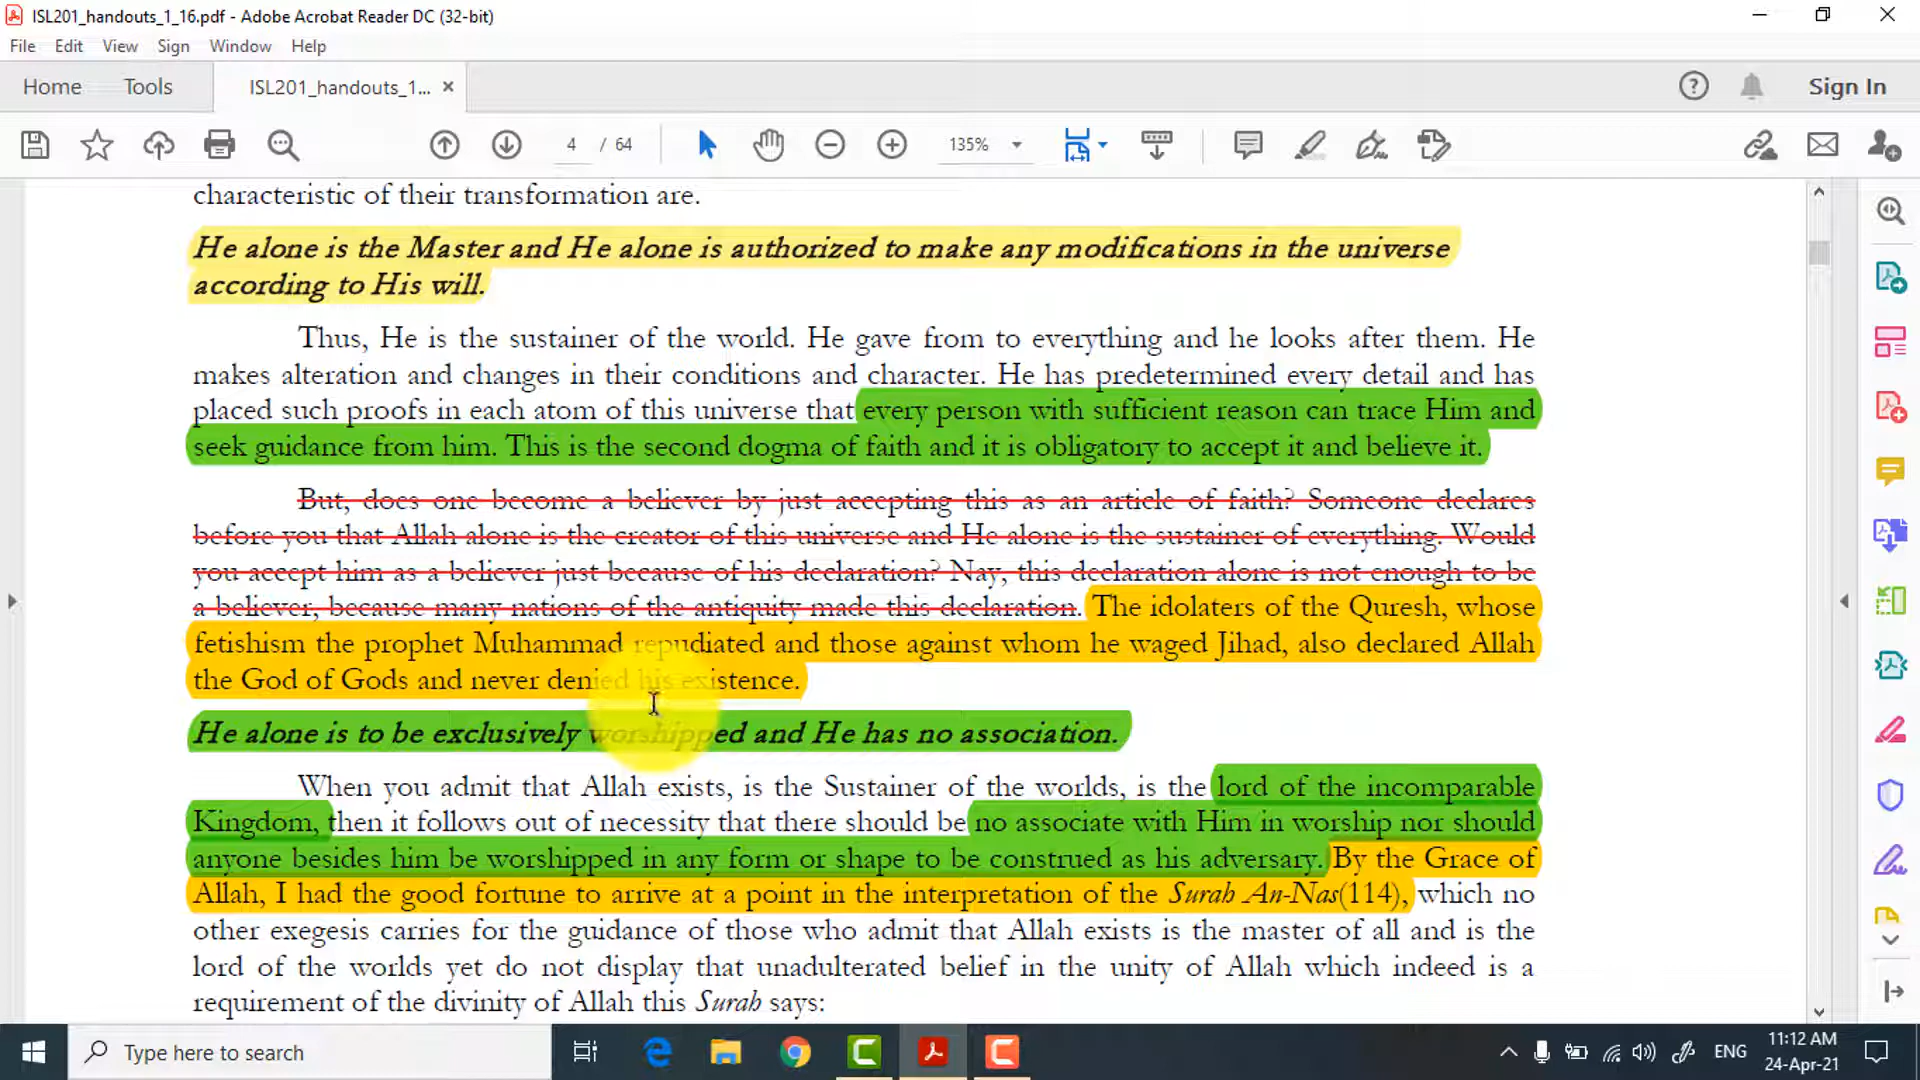 ISL201_handouts_1_16.pdf - Adobe Acrobat Reader DC (32-bit)
File Edit View Sign Window Help
Home Tools ISL201_handouts_1... × Sign In
4 / 64 135%
characteristic of their transformation are.
He alone is the Master and He alone is authorized to make any modifications in the universe
according to His will.
Thus, He is the sustainer of the world. He gave from to everything and he looks after them. He
makes alteration and changes in their conditions and character. He has predetermined every detail and has
placed such proofs in each atom of this universe that every person with sufficient reason can trace Him and
seek guidance from him. This is the second dogma of faith and it is obligatory to accept it and believe it.
But, does one become a believer by just accepting this as an article of faith? Someone declares
before you that Allah alone is the creator of this universe and He alone is the sustainer of everything. Would
you accept him as a believer just because of his declaration? Nay, this declaration alone is not enough to be
a believer, because many nations of the antiquity made this declaration. The idolaters of the Quresh, whose
fetishism the prophet Muhammad repudiated and those against whom he waged Jihad, also declared Allah
the God of Gods and never denied his existence.
He alone is to be exclusively worshipped and He has no association.
When you admit that Allah exists, is the Sustainer of the worlds, is the lord of the incomparable
Kingdom, then it follows out of necessity that there should be no associate with Him in worship nor should
anyone besides him be worshipped in any form or shape to be construed as his adversary. By the Grace of
Allah, I had the good fortune to arrive at a point in the interpretation of the Surah An-Nas(114), which no
other exegesis carries for the guidance of those who admit that Allah exists is the master of all and is the
lord of the worlds yet do not display that unadulterated belief in the unity of Allah which indeed is a
requirement of the divinity of Allah this Surah says:
Type here to search
ENG
11:12 AM
24-Apr-21